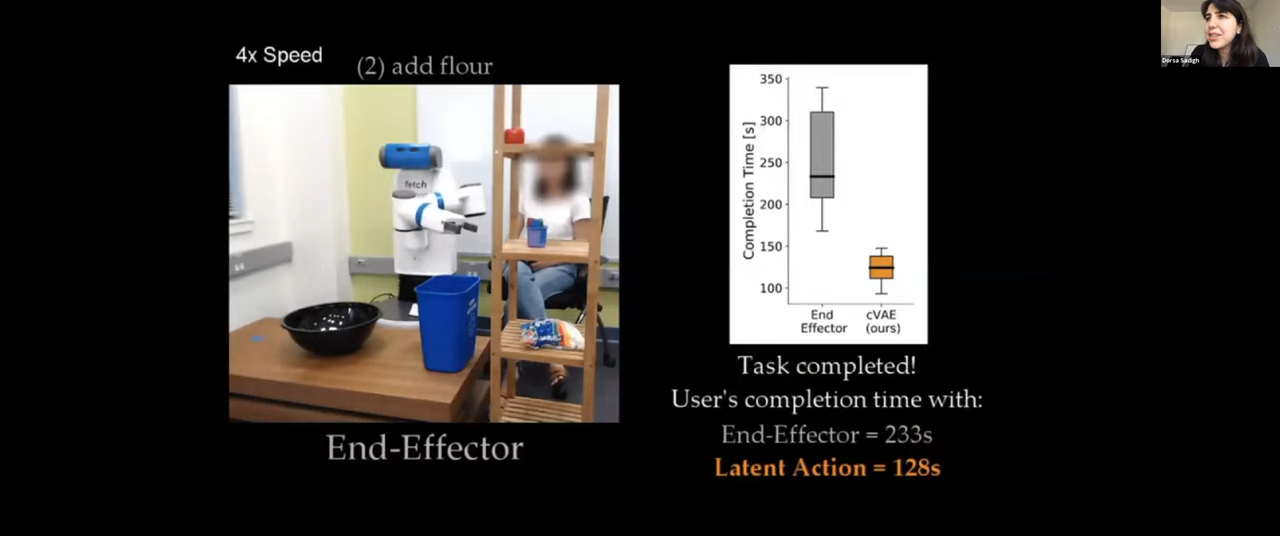 4x Speed
(2) add flour
Dorsa Sadigh
fetch
End-Effector
Completion Time [s]
350
300
250
200
150
100
End
Effector
cVAE
(ours)
Task completed!
User's completion time with:
End-Effector = 233s
Latent Action = 128s